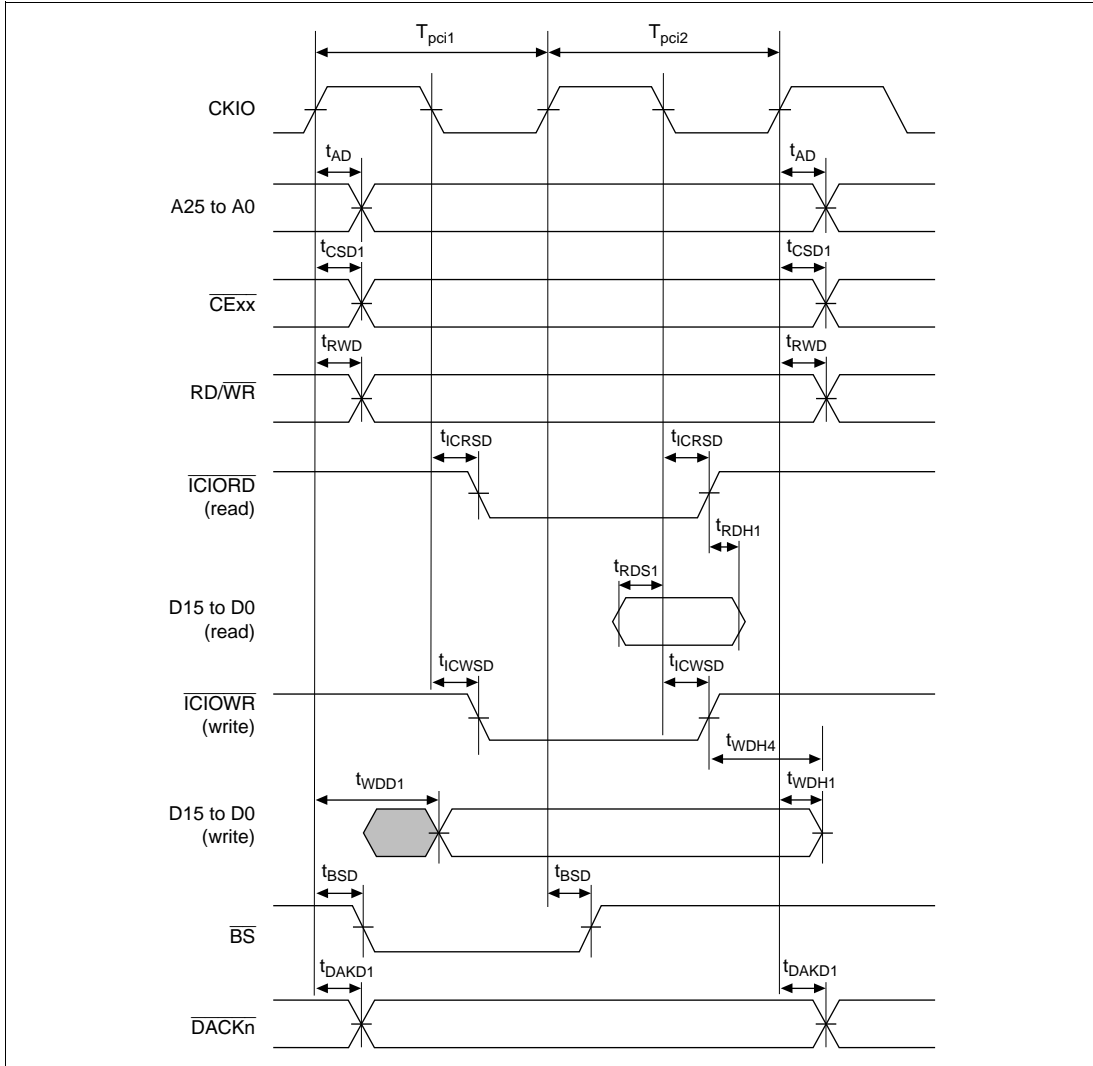 Tpci1 Tpci2
CKIO
tAD tAD
A25 to A0
tCSD1 tCSD1
CExx
tRWD tRWD
RD/WR
tICRSD tICRSD
ICIORD
(read)
tRDH1
tRDS1
D15 to D0
(read)
tICWSD tICWSD
ICIOWR
(write)
tWDH4
tWDD1 tWDH1
D15 to D0
(write)
tBSD tBSD
BS
tDAKD1 tDAKD1
DACKn